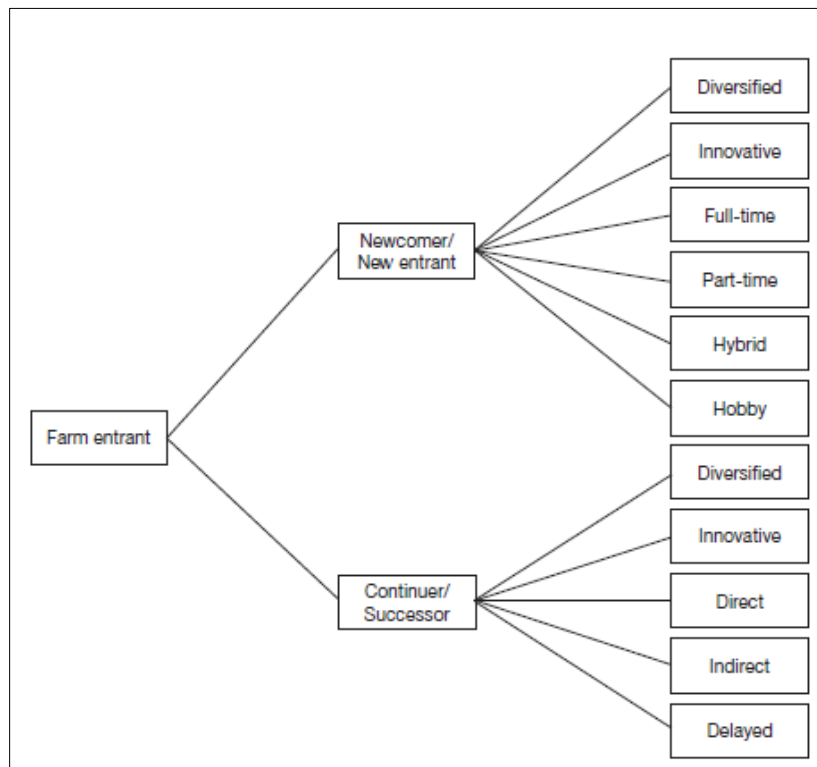 Diversified
Innovative
Full-time
Newcomer/
New entrant
Part-time
Hybrid
Hobby
Farm entrant
Diversified
Innovative
Continuer/
Successor
Direct
Indirect
Delayed